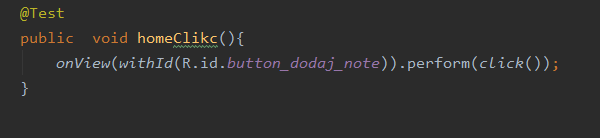 @Test
public  void homeClikc(){
onView(withId(R.id.button_dodaj_note)).perform(click());
}